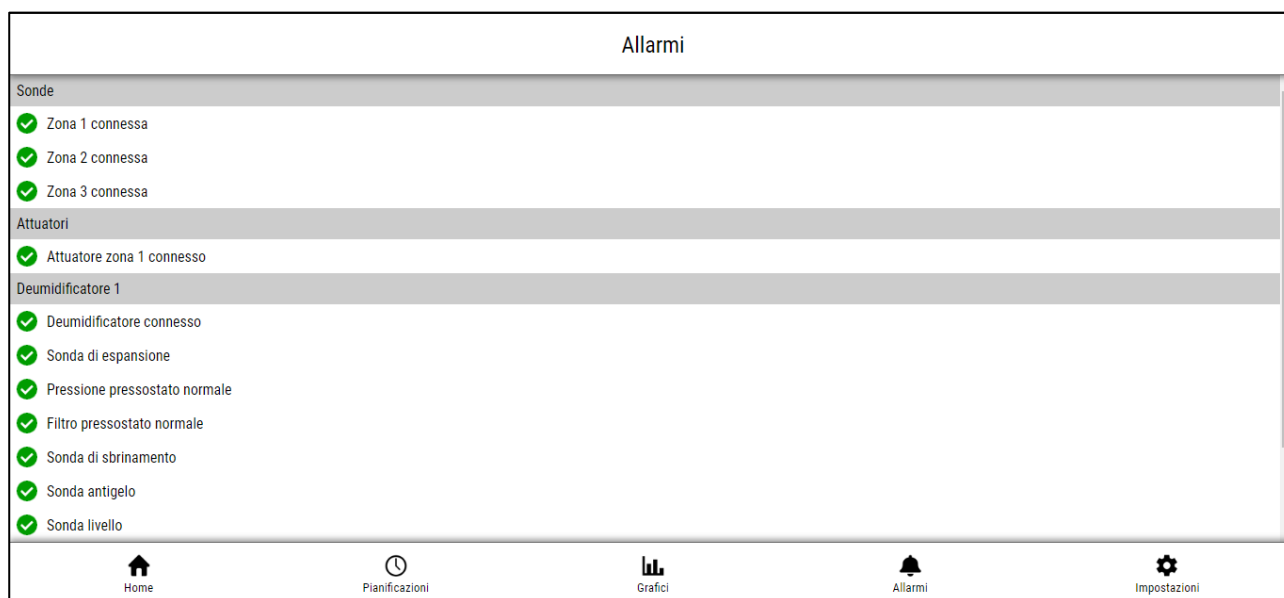 Allarmi
Sonde
Zona 1 connessa
Zona 2 connessa
Zona 3 connessa
Attuatori
Attuatore zona 1 connesso
Deumidificatore 1
Deumidificatore connesso
Sonda di espansione
Pressione pressostato normale
Filtro pressostato normale
Sonda di sbrinamento
Sonda antigelo
Sonda livello
Home Pianificazioni Grafici Allarmi Impostazioni